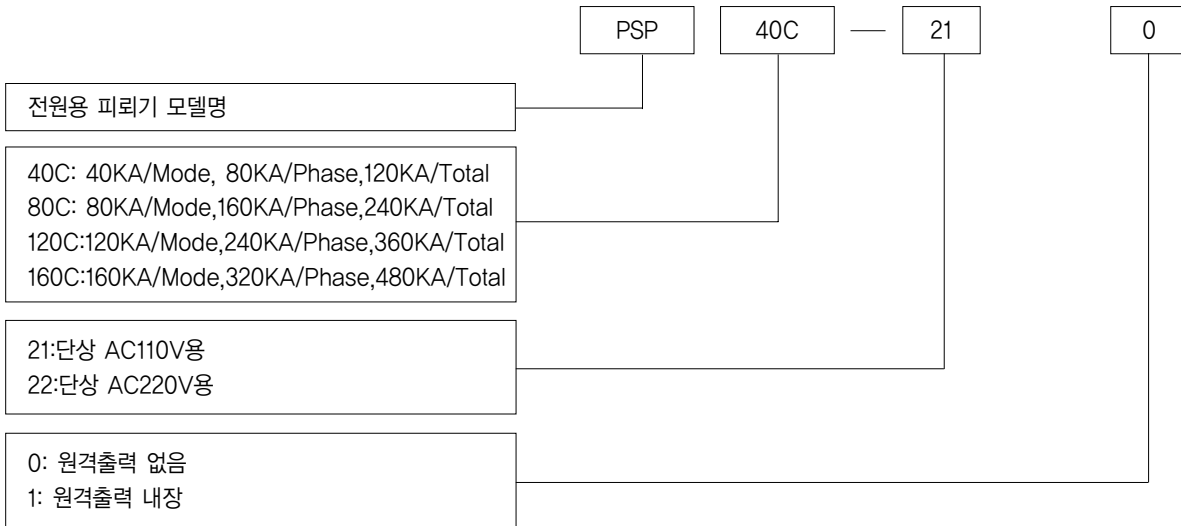 PSP 40C — 21 0
전원용 피뢰기 모델명
40C: 40KA/Mode, 80KA/Phase,120KA/Total
80C: 80KA/Mode,160KA/Phase,240KA/Total
120C:120KA/Mode,240KA/Phase,360KA/Total
160C:160KA/Mode,320KA/Phase,480KA/Total
21:단상 AC110V용
22:단상 AC220V용
0: 원격출력 없음
1: 원격출력 내장